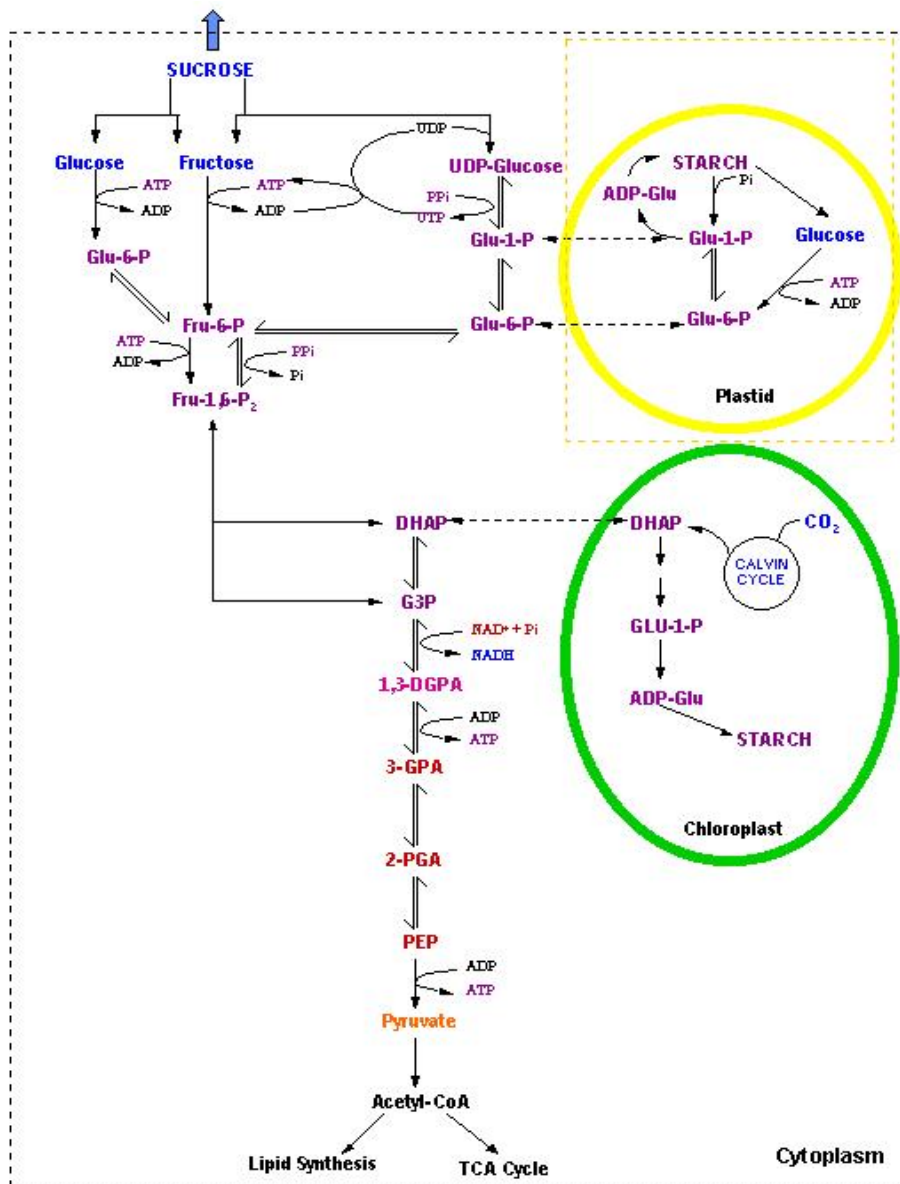 SUCROSE
Glucose
Fructose
UDP
UDP-Glucose
ATP
ADP
ATP
ADP
PPi
UTP
Glu-1-P
Glu-6-P
Fru-6-P
Glu-6-P
ATP
ADP
PPi
Pi
Fru-1,6-P₂
STARCH
Pi
ADP-Glu
Glu-1-P
Glucose
ATP
ADP
Glu-6-P
Plastid
DHAP
G3P
NAD⁺ + Pi
NADH
1,3-DGPA
ADP
ATP
3-GPA
2-PGA
PEP
ADP
ATP
Pyruvate
Acetyl-CoA
Lipid Synthesis
TCA Cycle
DHAP
CO₂
CALVIN
CYCLE
GLU-1-P
ADP-Glu
STARCH
Chloroplast
Cytoplasm